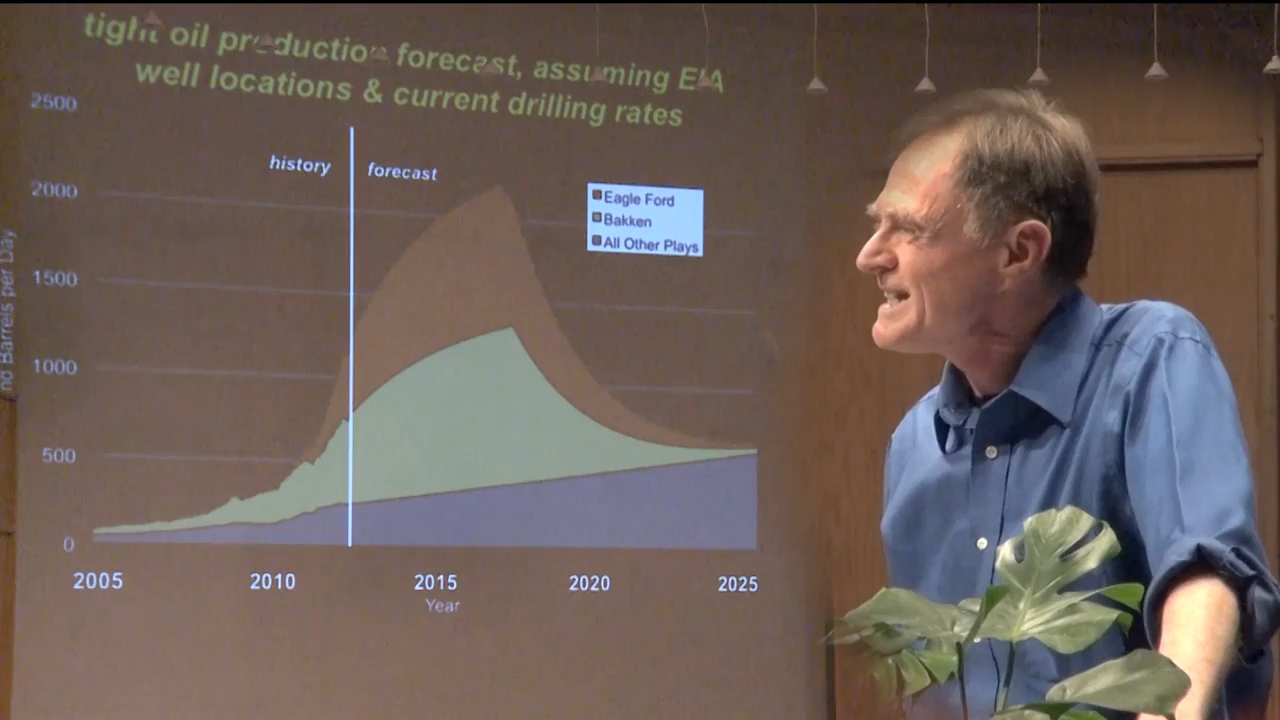 tight oil production forecast, assuming EIA
well locations & current drilling rates
2500
2000
1500
1000
500
0
nd Barrels per Day
history
forecast
Eagle Ford
Bakken
All Other Plays
2005
2010
2015
2020
2025
Year